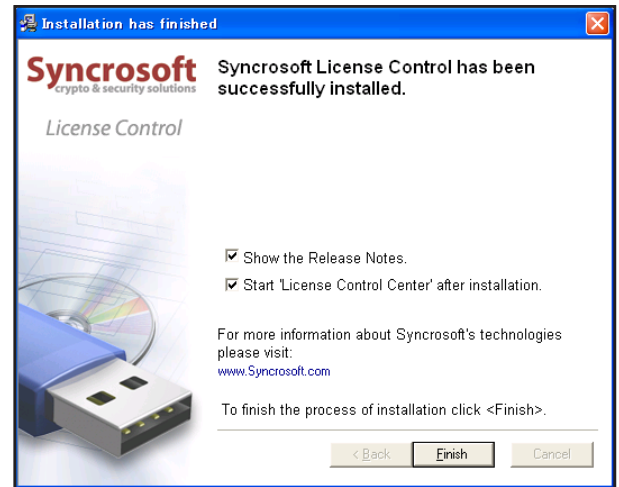 Installation has finished
Syncrosoft
crypto & security solutions
License Control
Syncrosoft License Control has been
successfully installed.
Show the Release Notes.
Start 'License Control Center' after installation.
For more information about Syncrosoft's technologies
please visit:
www.Syncrosoft.com
To finish the process of installation click <Finish>.
< Back
Finish
Cancel